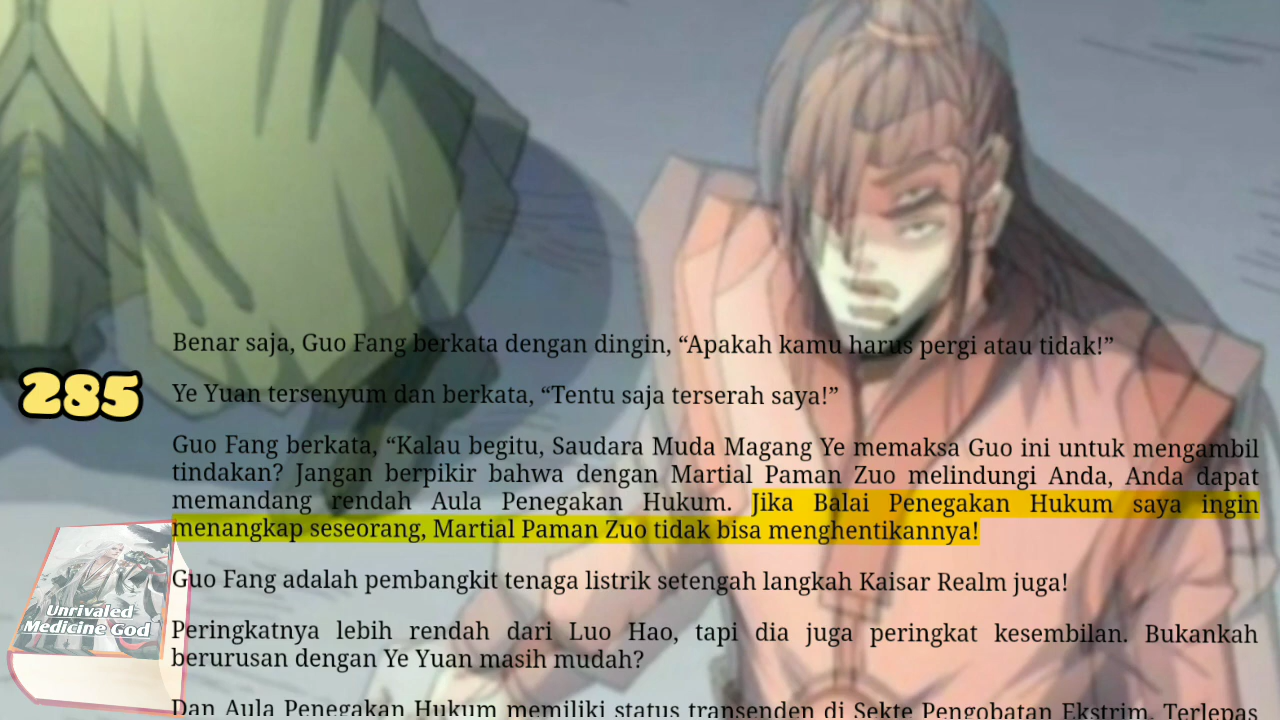 Benar saja, Guo Fang berkata dengan dingin, “Apakah kamu harus pergi atau tidak!”
285
Ye Yuan tersenyum dan berkata, “Tentu saja terserah saya!”
Guo Fang berkata, “Kalau begitu, Saudara Muda Magang Ye memaksa Guo ini untuk mengambil
tindakan? Jangan berpikir bahwa dengan Martial Paman Zuo melindungi Anda, Anda dapat
memandang rendah Aula Penegakan Hukum. Jika Balai Penegakan Hukum saya ingin
menangkap seseorang, Martial Paman Zuo tidak bisa menghentikannya!
Guo Fang adalah pembangkit tenaga listrik setengah langkah Kaisar Realm juga!
Unrivaled
Medicine God
Peringkatnya lebih rendah dari Luo Hao, tapi dia juga peringkat kesembilan. Bukankah
berurusan dengan Ye Yuan masih mudah?
Dan Aula Penegakan Hukum memiliki status transenden di Sekte Pengobatan Ekstrim. Terlepas